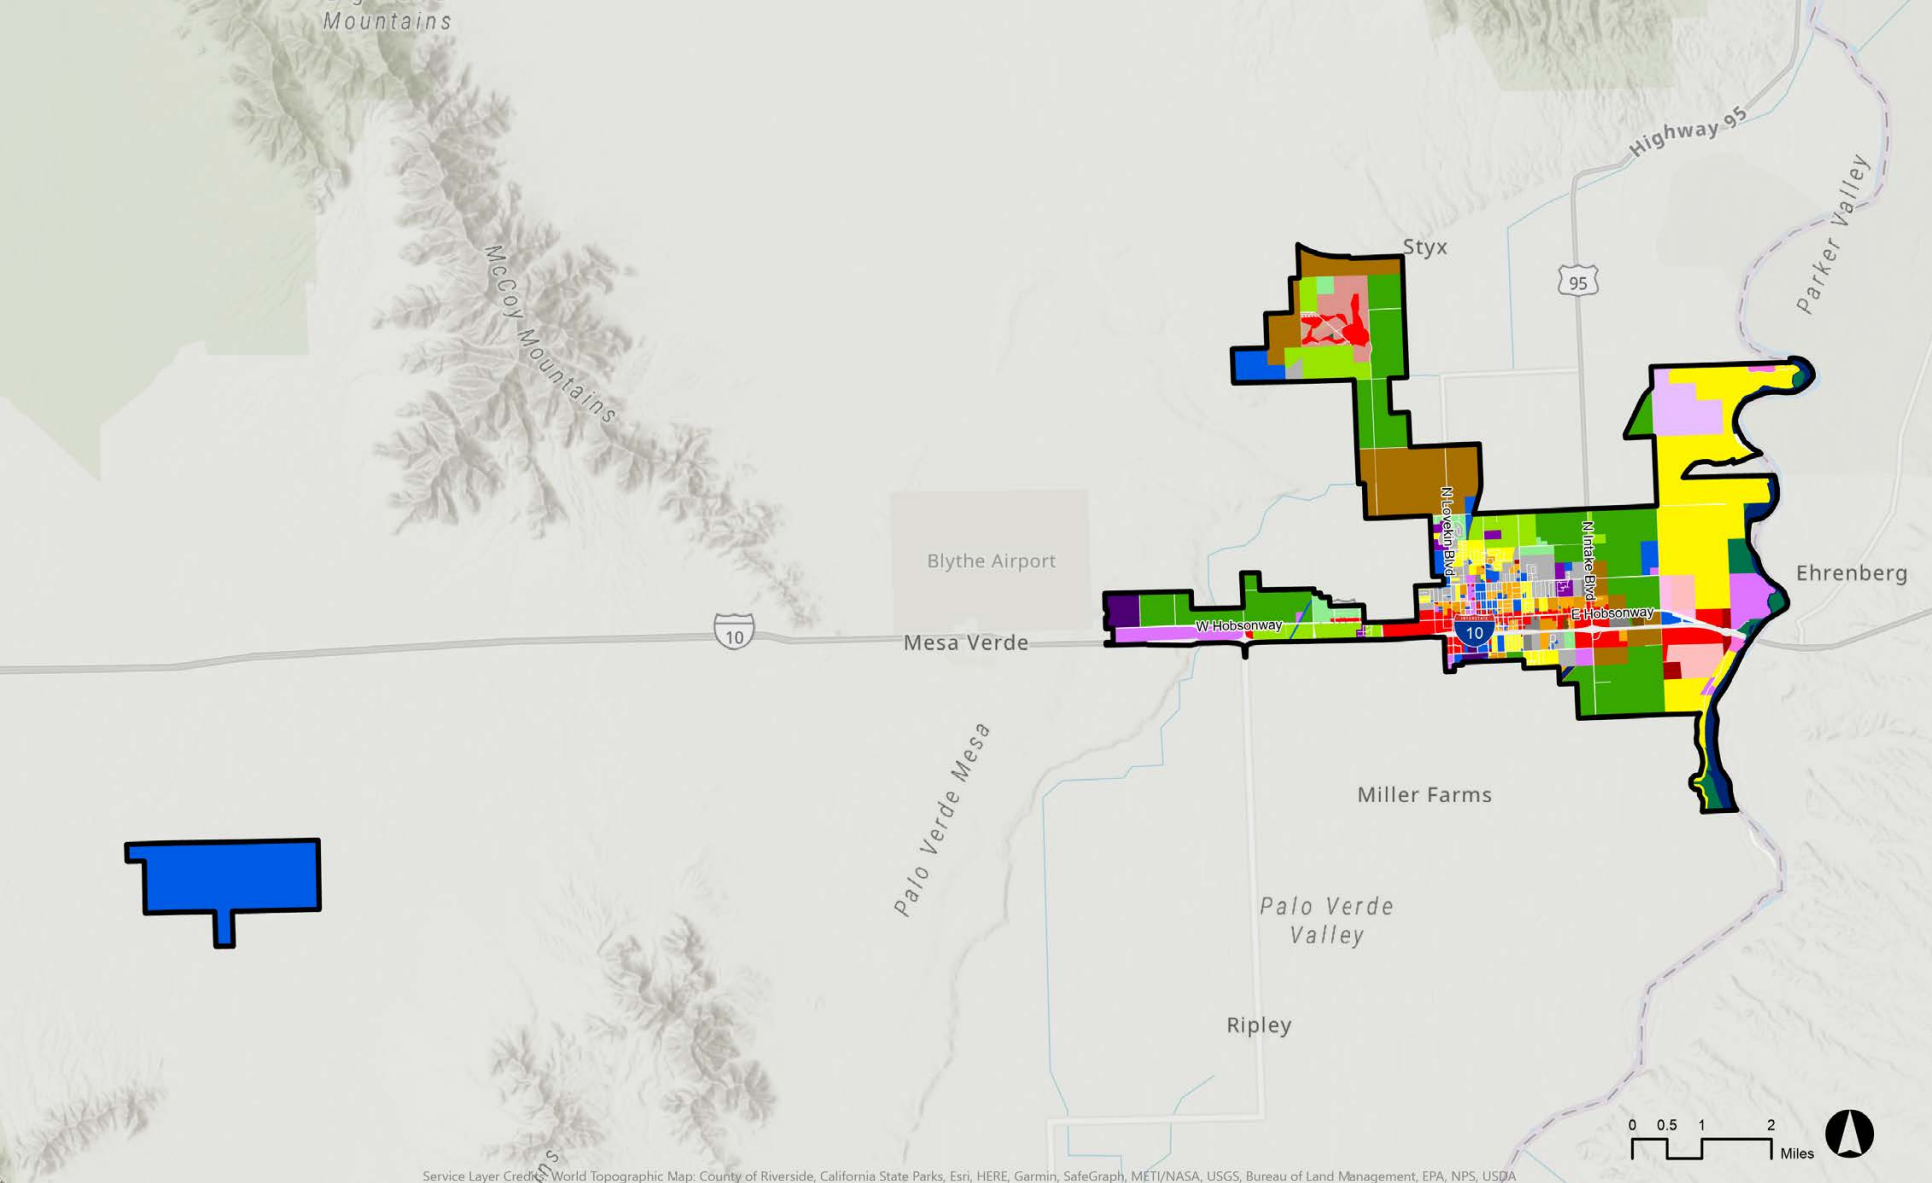 Mountains
Highway 95
Parker Valley
Styx
McCoy Mountains
95
N Lovekin Blvd
N Intake Blvd
Blythe Airport
Ehrenberg
W Hobsonway
E Hobsonway
INTERSTATE
10
10
Mesa Verde
Palo Verde Mesa
Miller Farms
Palo Verde
Valley
Ripley
0 0.5 1 2
Miles
Service Layer Credits: World Topographic Map: County of Riverside, California State Parks, Esri, HERE, Garmin, SafeGraph, METI/NASA, USGS, Bureau of Land Management, EPA, NPS, USDA